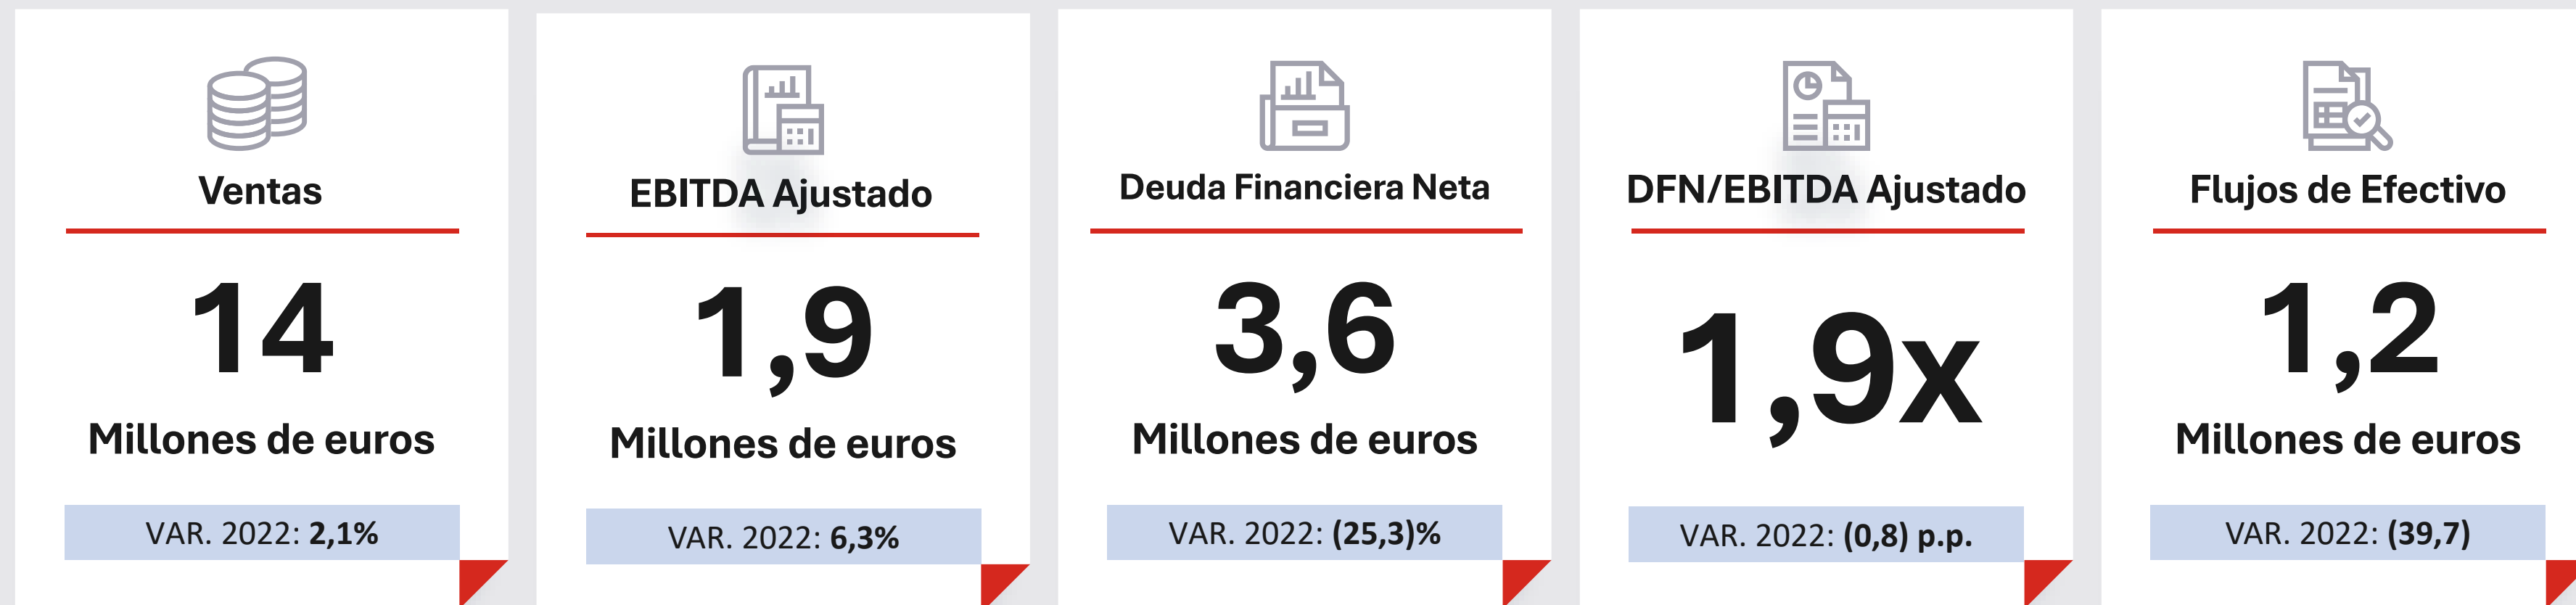 Ventas
14
Millones de euros
VAR. 2022: 2,1%
EBITDA Ajustado
1,9
Millones de euros
VAR. 2022: 6,3%
Deuda Financiera Neta
3,6
Millones de euros
VAR. 2022: (25,3)%
DFN/EBITDA Ajustado
1,9x
VAR. 2022: (0,8) p.p.
Flujos de Efectivo
1,2
Millones de euros
VAR. 2022: (39,7)